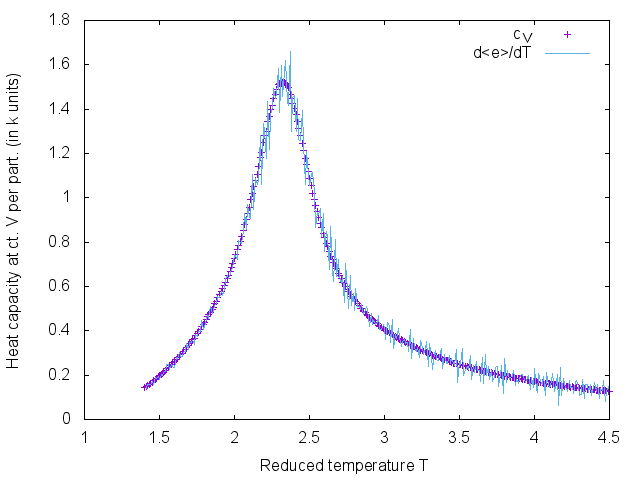 1.8
1.6
1.4
1.2
1
0.8
0.6
0.4
0.2
0
1 1.5 2 2.5 3 3.5 4 4.5
Heat capacity at ct. V per part. (in k units)
Reduced temperature T
cV
d<e>/dT